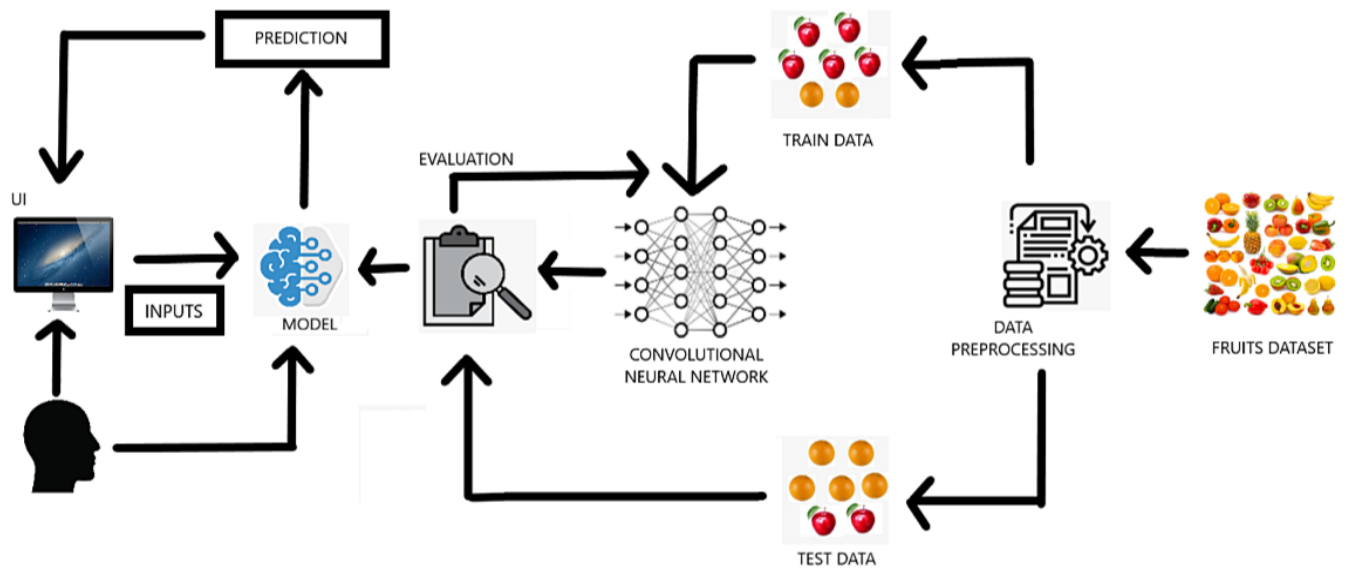 PREDICTION
TRAIN DATA
EVALUATION
UI
INPUTS
MODEL
CONVOLUTIONAL
NEURAL NETWORK
DATA
PREPROCESSING
FRUITS DATASET
TEST DATA